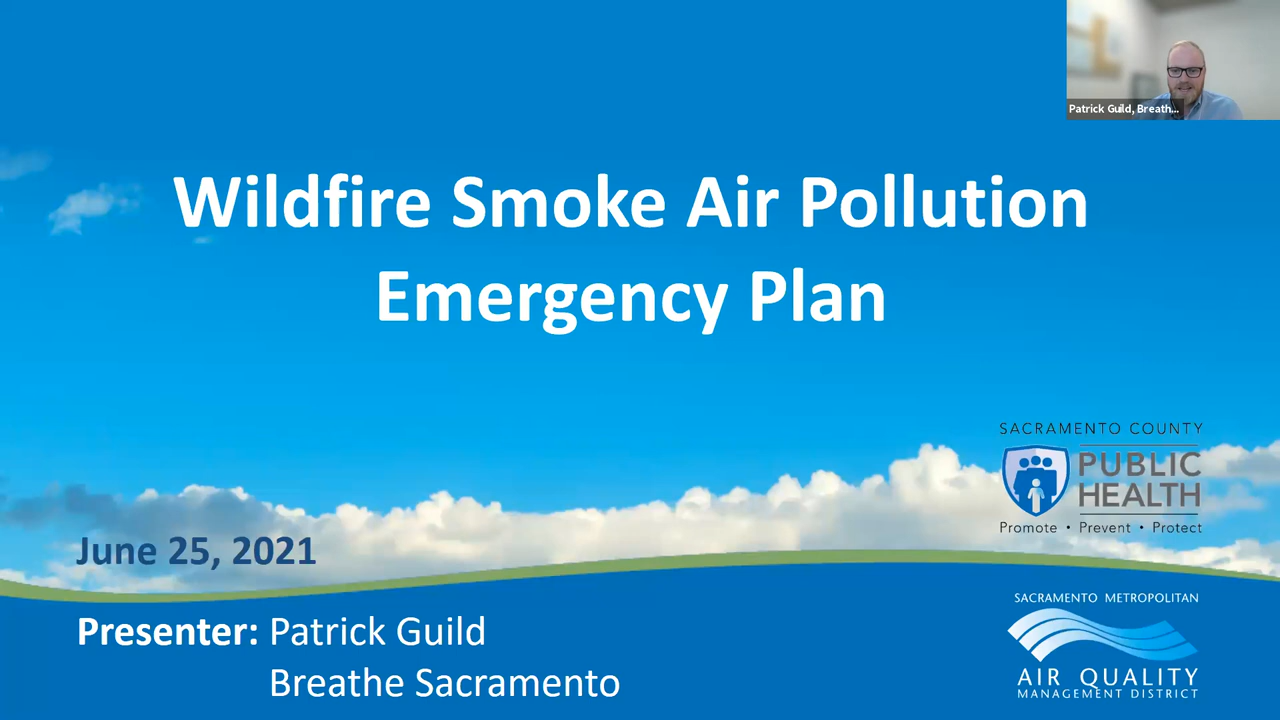 Patrick Guild, Breath...
Wildfire Smoke Air Pollution
Emergency Plan
SACRAMENTO COUNTY
PUBLIC
HEALTH
Promote • Prevent • Protect
June 25, 2021
Presenter: Patrick Guild
Breathe Sacramento
SACRAMENTO METROPOLITAN
AIR QUALITY
MANAGEMENT DISTRICT